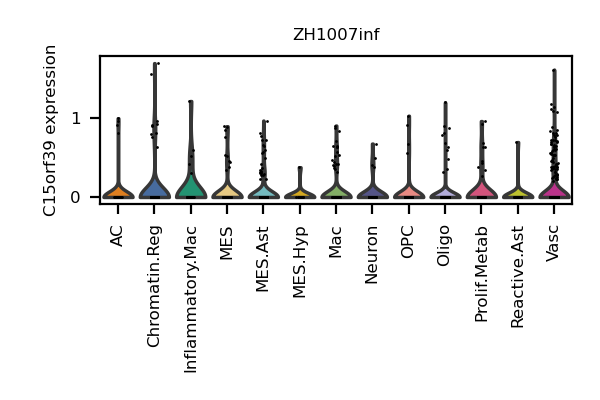 ZH1007inf
C15orf39 expression
1
0
AC
Chromatin.Reg
Inflammatory.Mac
MES
MES.Ast
MES.Hyp
Mac
Neuron
OPC
Oligo
Prolif.Metab
Reactive.Ast
Vasc